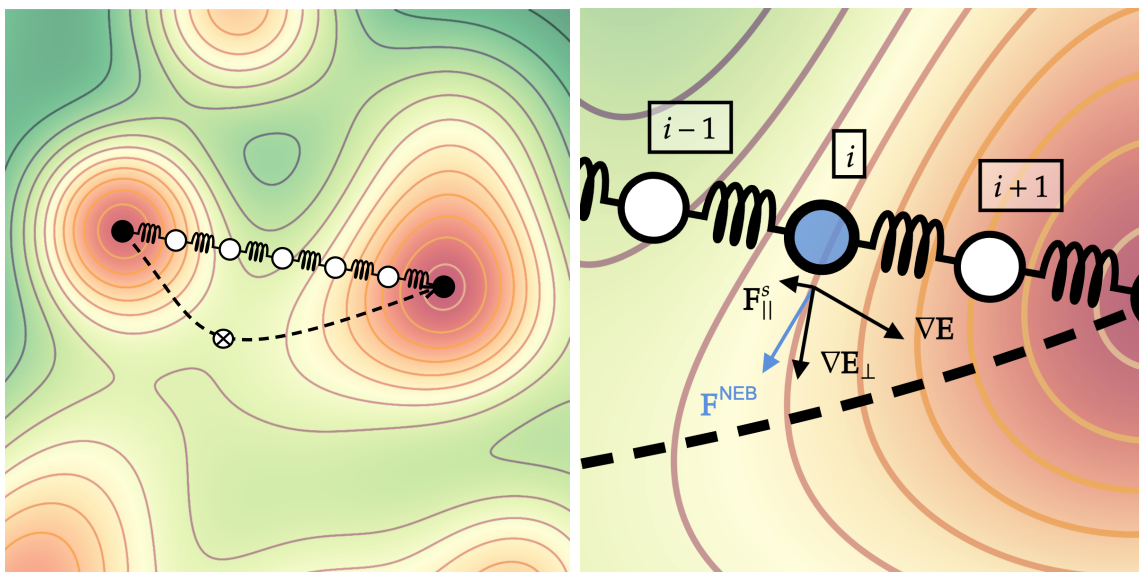 i − 1
i
i + 1
F^s_||
∇E
∇E_⊥
F^NEB